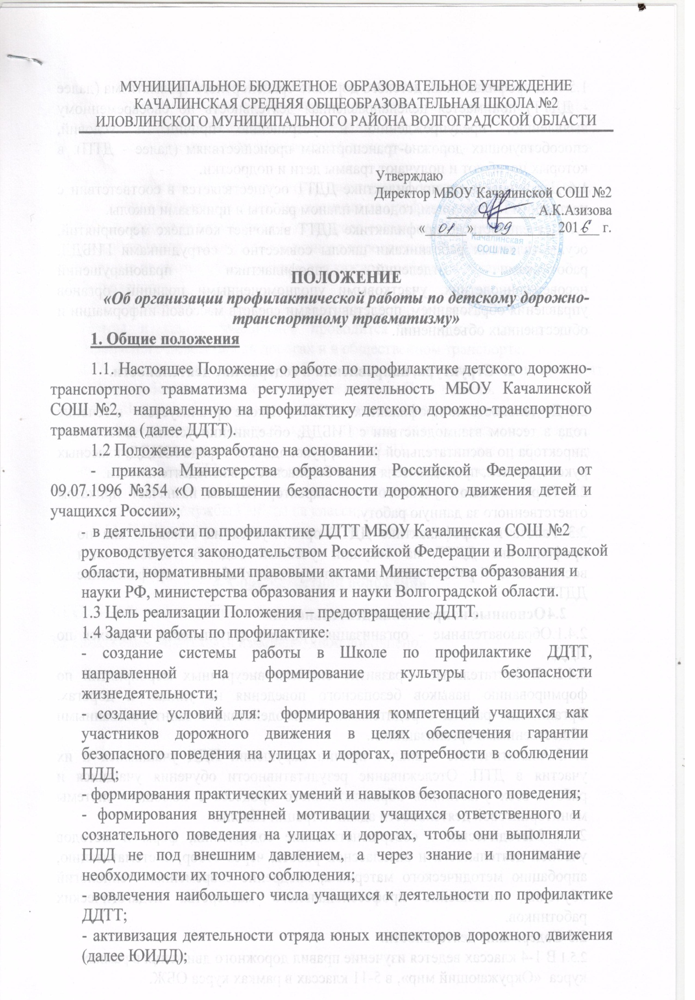 МУНИЦИПАЛЬНОЕ БЮДЖЕТНОЕ ОБРАЗОВАТЕЛЬНОЕ УЧРЕЖДЕНИЕ
КАЧАЛИНСКАЯ СРЕДНЯЯ ОБЩЕОБРАЗОВАТЕЛЬНАЯ ШКОЛА №2
ИЛОВЛИНСКОГО МУНИЦИПАЛЬНОГО РАЙОНА ВОЛГОГРАДСКОЙ ОБЛАСТИ
Утверждаю
Директор МБОУ Качалинской СОШ №2
А.К.Азизова
« 01 » 09 2016 г.
Качалинская
СОШ № 2
ПОЛОЖЕНИЕ
«Об организации профилактической работы по детскому дорожно-
транспортному травматизму»
1. Общие положения
1.1. Настоящее Положение о работе по профилактике детского дорожно-
транспортного травматизма регулирует деятельность МБОУ Качалинской
СОШ №2, направленную на профилактику детского дорожно-транспортного
травматизма (далее ДДТТ).
1.2 Положение разработано на основании:
- приказа Министерства образования Российской Федерации от
09.07.1996 №354 «О повышении безопасности дорожного движения детей и
учащихся России»;
- в деятельности по профилактике ДДТТ МБОУ Качалинская СОШ №2
руководствуется законодательством Российской Федерации и Волгоградской
области, нормативными правовыми актами Министерства образования и
науки РФ, министерства образования и науки Волгоградской области.
1.3 Цель реализации Положения – предотвращение ДДТТ.
1.4 Задачи работы по профилактике:
- создание системы работы в Школе по профилактике ДДТТ,
направленной на формирование культуры безопасности
жизнедеятельности;
- создание условий для: формирования компетенций учащихся как
участников дорожного движения в целях обеспечения гарантии
безопасного поведения на улицах и дорогах, потребности в соблюдении
ПДД;
- формирования практических умений и навыков безопасного поведения;
- формирования внутренней мотивации учащихся ответственного и
сознательного поведения на улицах и дорогах, чтобы они выполняли
ПДД не под внешним давлением, а через знание и понимание
необходимости их точного соблюдения;
- вовлечения наибольшего числа учащихся к деятельности по профилактике
ДДТТ;
- активизация деятельности отряда юных инспекторов дорожного движения
(далее ЮИДД);